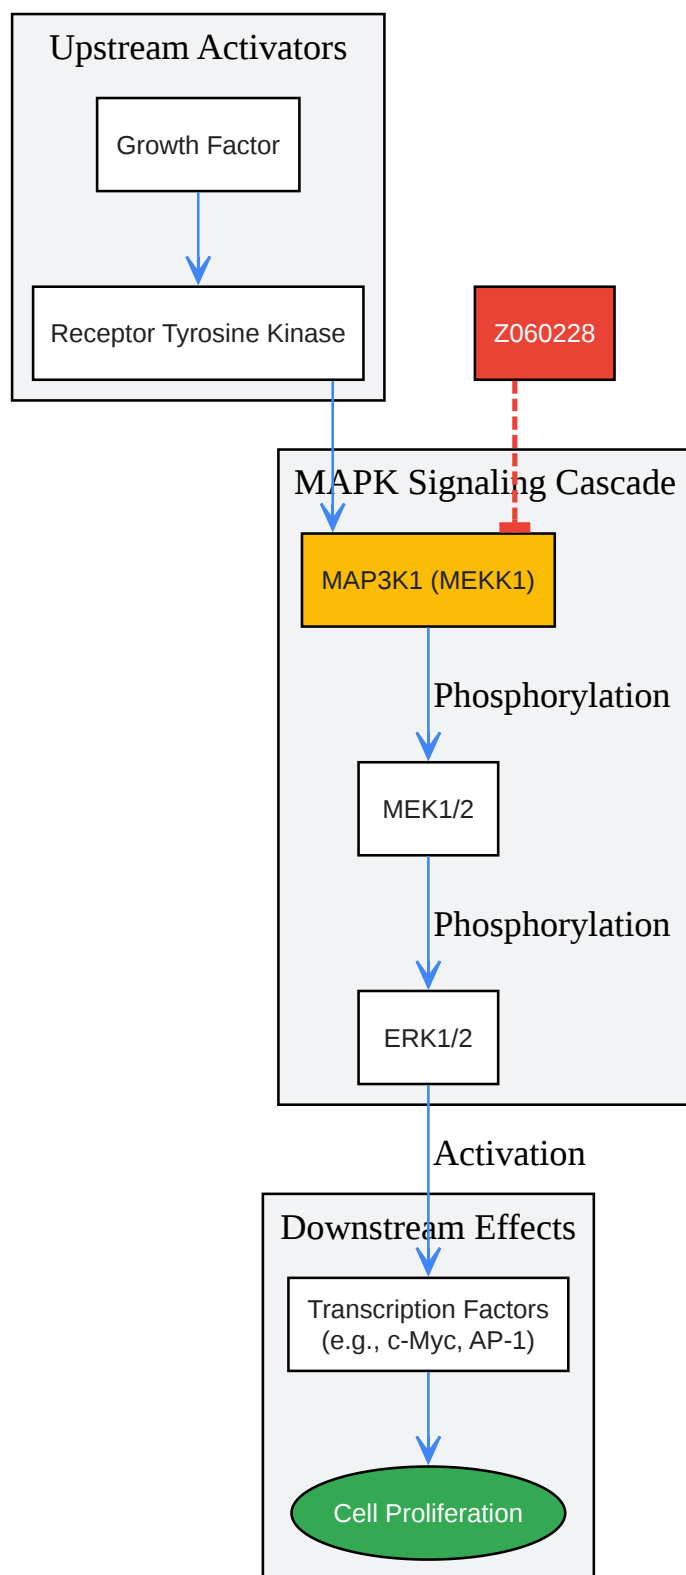 Upstream Activators
Growth Factor
Receptor Tyrosine Kinase
Z060228
MAPK Signaling Cascade
MAP3K1 (MEKK1)
Phosphorylation
MEK1/2
Phosphorylation
ERK1/2
Activation
Downstream Effects
Transcription Factors
(e.g., c-Myc, AP-1)
Cell Proliferation